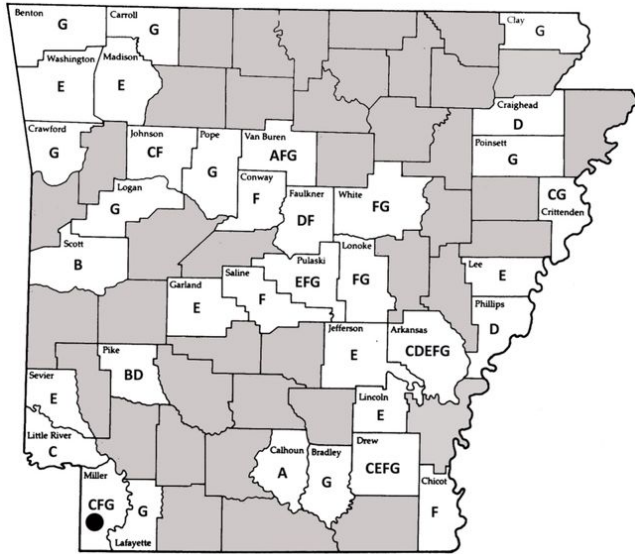 Benton
G
Carroll
G
Clay
G
Washington
E
Madison
E
Craighead
D
Crawford
G
Johnson
CF
Pope
G
Van Buren
AFG
Poinsett
G
Logan
G
Conway
F
Faulkner
DF
White
FG
CG
Crittenden
Scott
B
Garland
E
Saline
F
Pulaski
EFG
Lonoke
FG
Lee
E
Phillips
D
Jefferson
E
Arkansas
CDEFG
Pike
BD
Sevier
E
Lincoln
E
Little River
C
Calhoun
A
Bradley
G
Drew
CEFG
Miller
CFG
G
Lafayette
Chicot
F